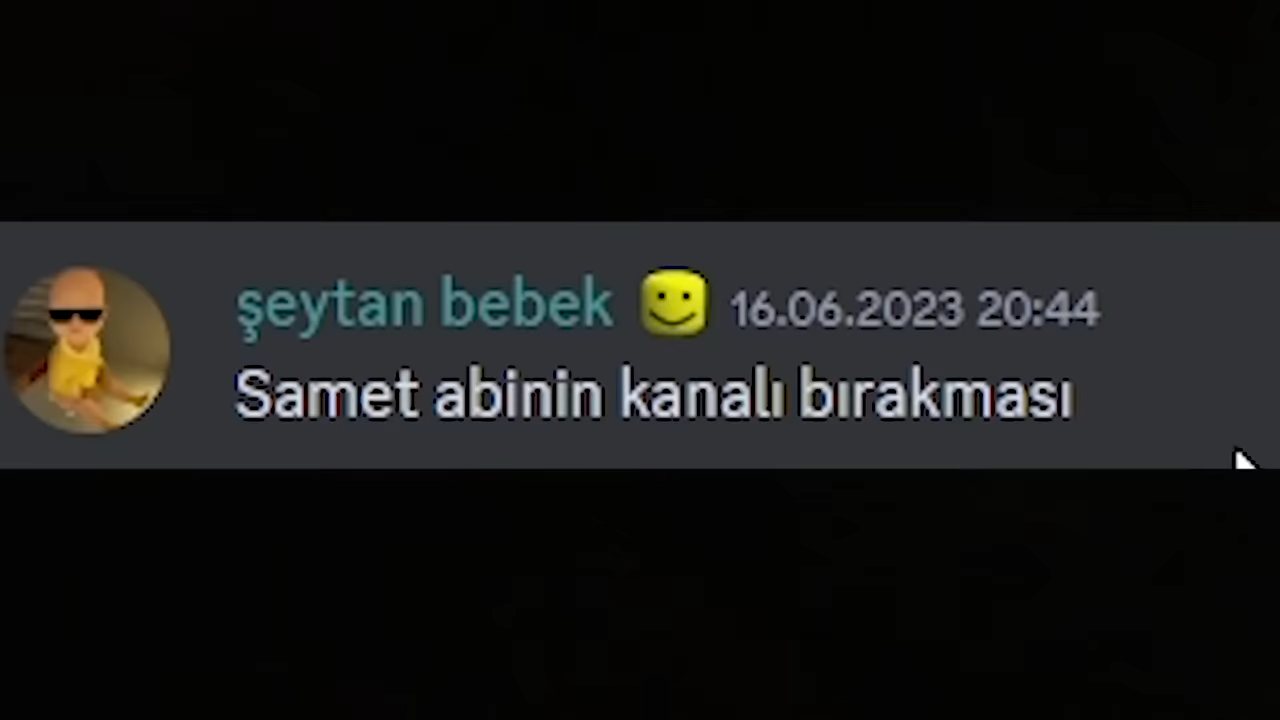 şeytan bebek 16.06.2023 20:44
Samet abinin kanalı bırakması